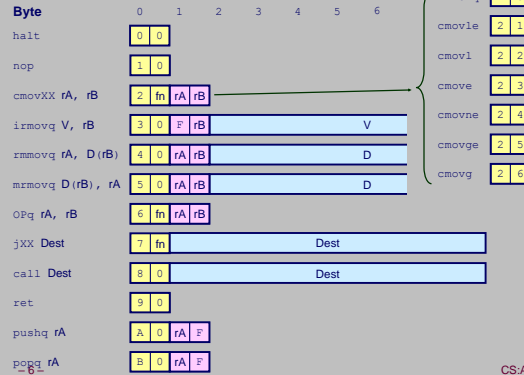 Byte 0 1 2 3 4 5 6
halt 0 0
nop 1 0
cmovXX rA, rB 2 fn rA rB
irmovq V, rB 3 0 F rB V
rmmovq rA, D(rB) 4 0 rA rB D
mrmovq D(rB), rA 5 0 rA rB D
OPq rA, rB 6 fn rA rB
jXX Dest 7 fn Dest
call Dest 8 0 Dest
ret 9 0
pushq rA A 0 rA F
popq rA B 0 rA F
cmovle 2 1
cmovl 2
cmove 2 3
cmovne 2 4
cmovge 2 5
cmovg 2 6
– 6 –
CS:A